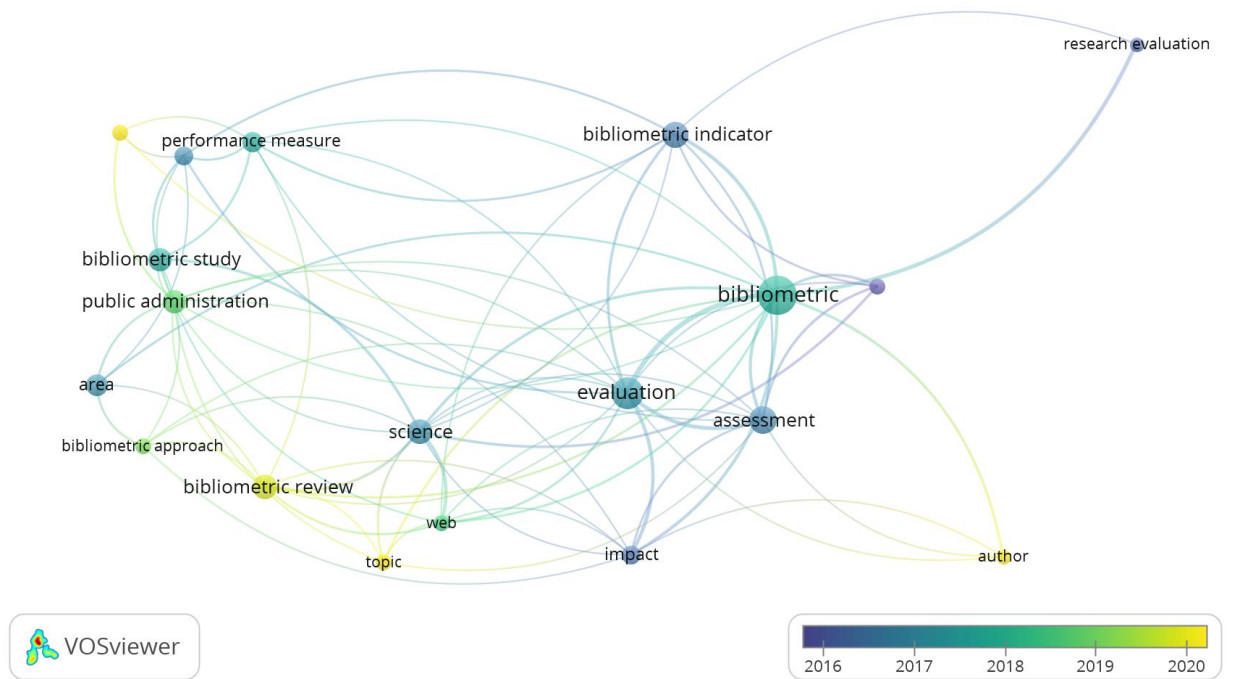 research evaluation
bibliometric indicator
performance measure
bibliometric study
bibliometric
public administration
area
evaluation
assessment
science
bibliometric approach
bibliometric review
web
impact
topic
author
VOSviewer
2016 2017 2018 2019 2020